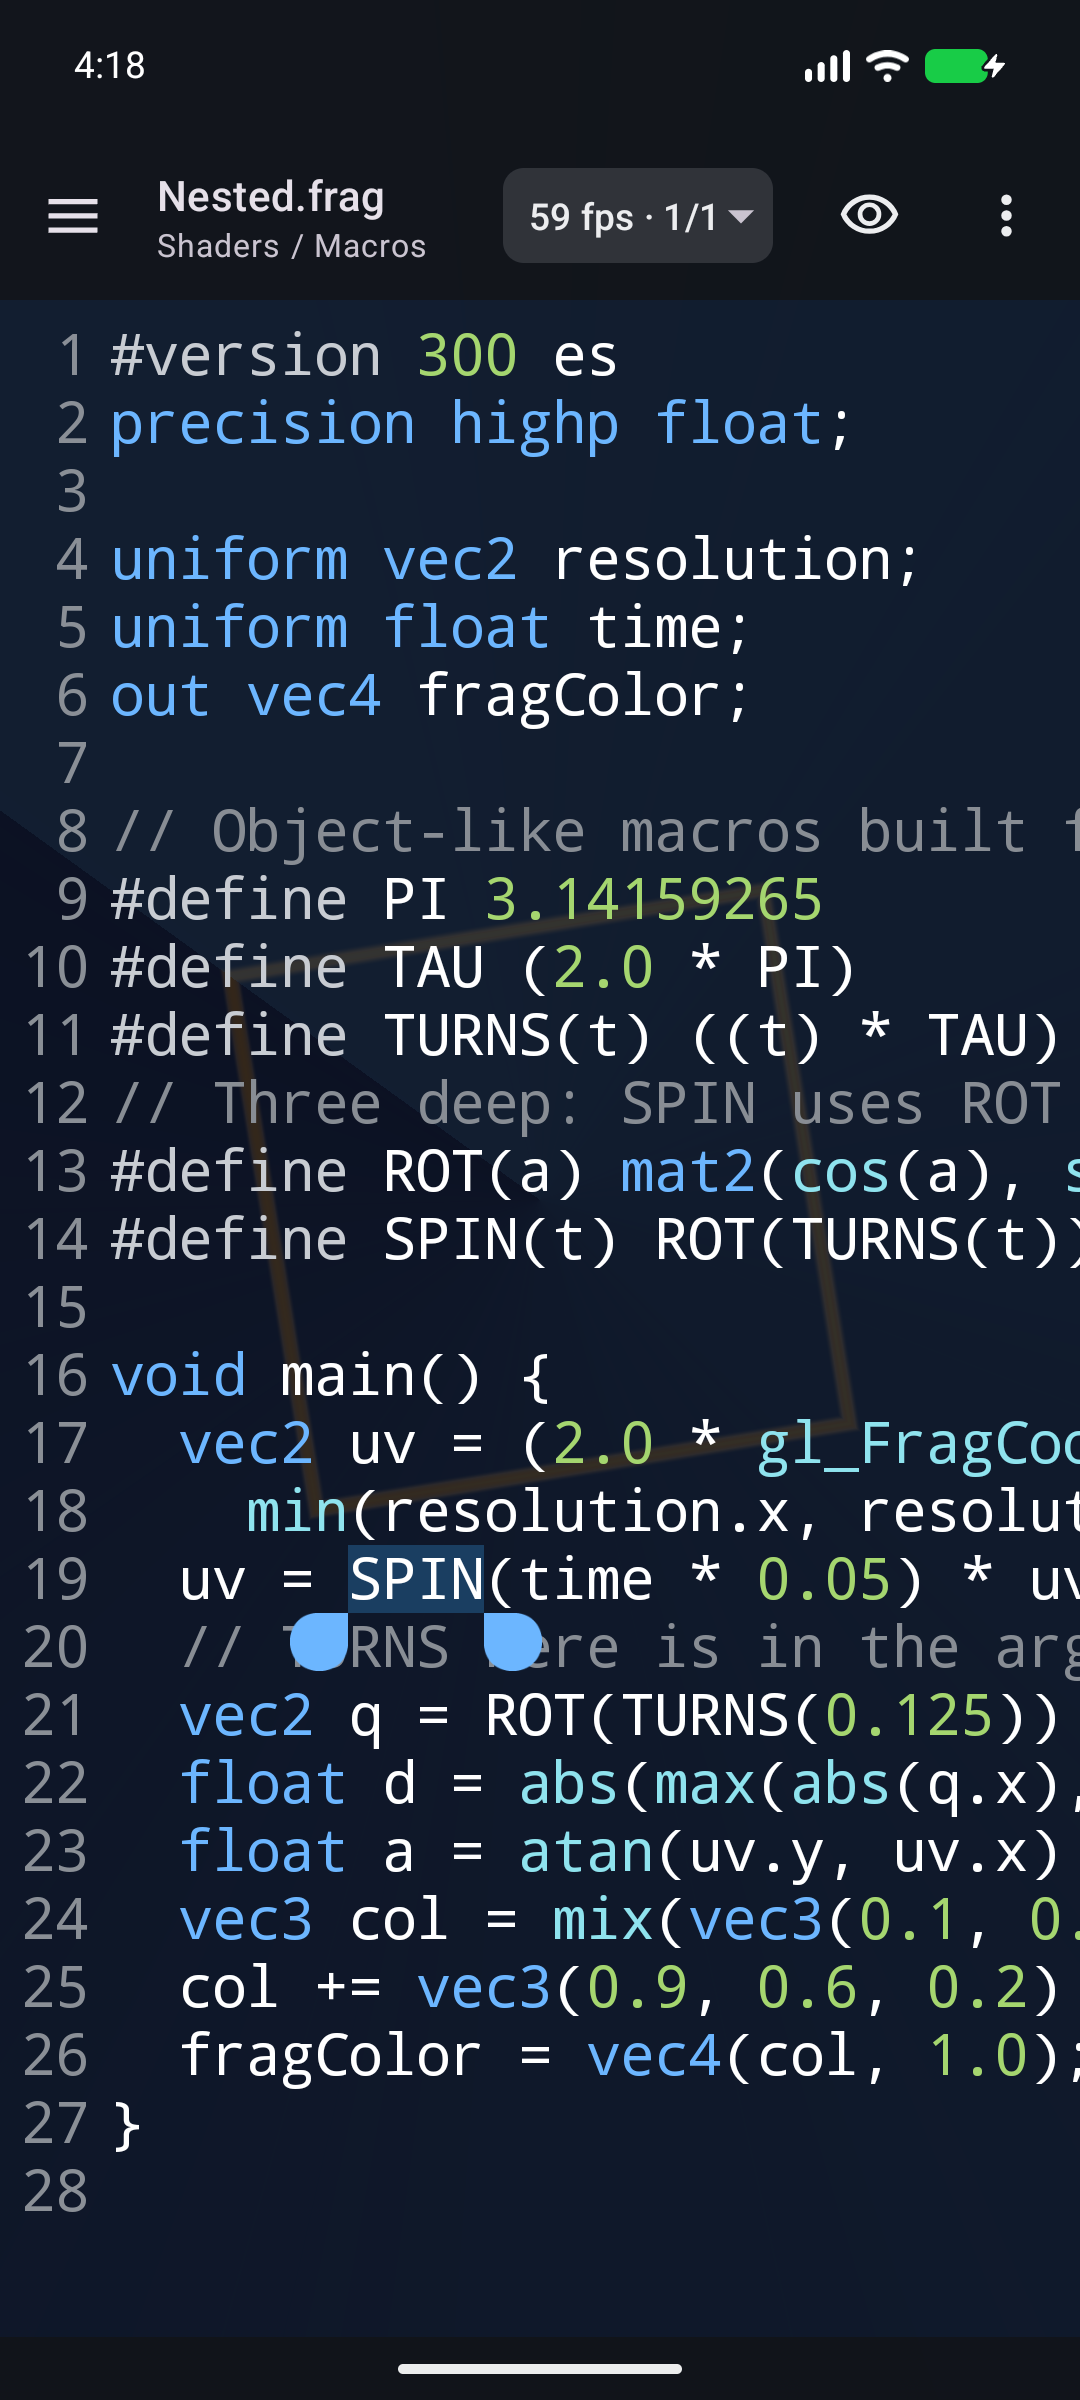 4:18
Nested.frag
Shaders / Macros
59 fps · 1/1
1 #version 300 es
2 precision highp float;
3
4 uniform vec2 resolution;
5 uniform float time;
6 out vec4 fragColor;
7
8 // Object-like macros built
9 #define PI 3.14159265
10 #define TAU (2.0 * PI)
11 #define TURNS(t) ((t) * TAU)
12 // Three deep: SPIN uses ROT
13 #define ROT(a) mat2(cos(a), s
14 #define SPIN(t) ROT(TURNS(t))
15
16 void main() {
17 vec2 uv = (2.0 * gl_FragCoo
18 min(resolution.x, resolut
19 uv = SPIN(time * 0.05) * uv
20 // TURNS here is in the arg
21 vec2 q = ROT(TURNS(0.125))
22 float d = abs(max(abs(q.x),
23 float a = atan(uv.y, uv.x)
24 vec3 col = mix(vec3(0.1, 0.
25 col += vec3(0.9, 0.6, 0.2)
26 fragColor = vec4(col, 1.0);
27 }
28